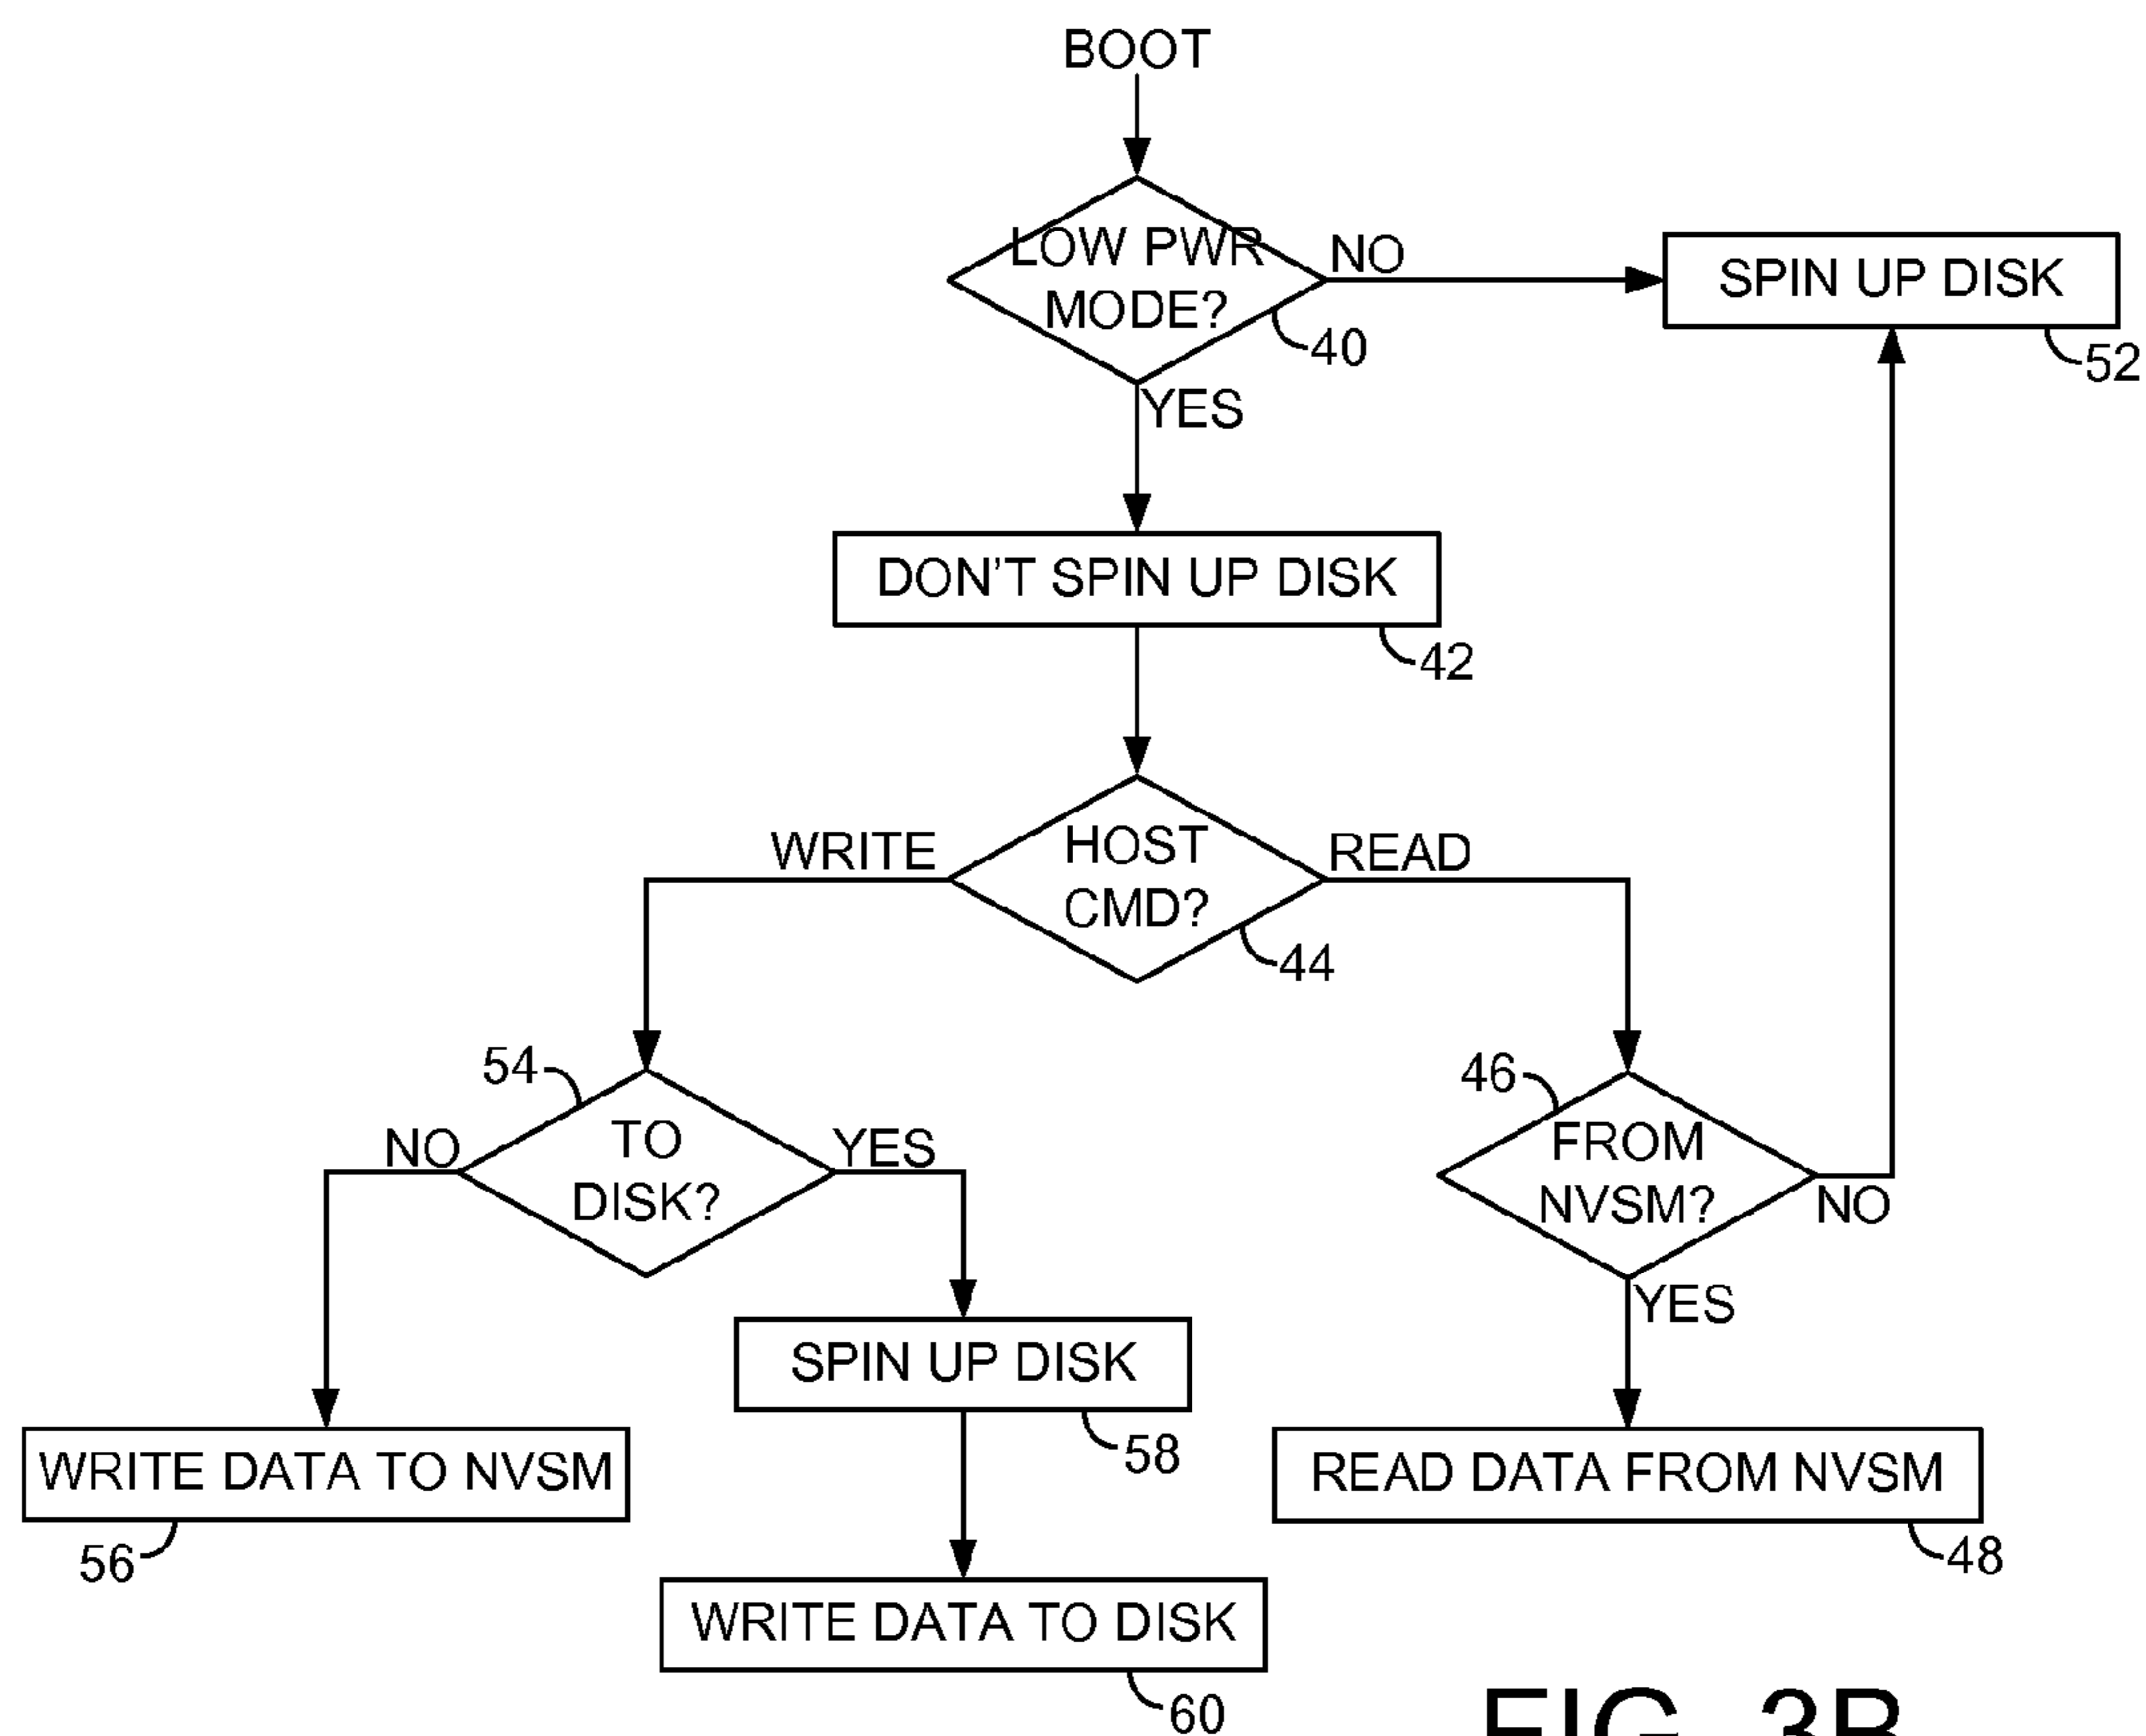 BOOT
LOW PWR
MODE?
NO
40
SPIN UP DISK
52
YES
DON'T SPIN UP DISK
42
WRITE
HOST
CMD?
READ
44
54
TO
DISK?
NO
YES
46
FROM
NVSM?
NO
YES
SPIN UP DISK
58
WRITE DATA TO NVSM
56
READ DATA FROM NVSM
48
WRITE DATA TO DISK
60
FIG. 3B